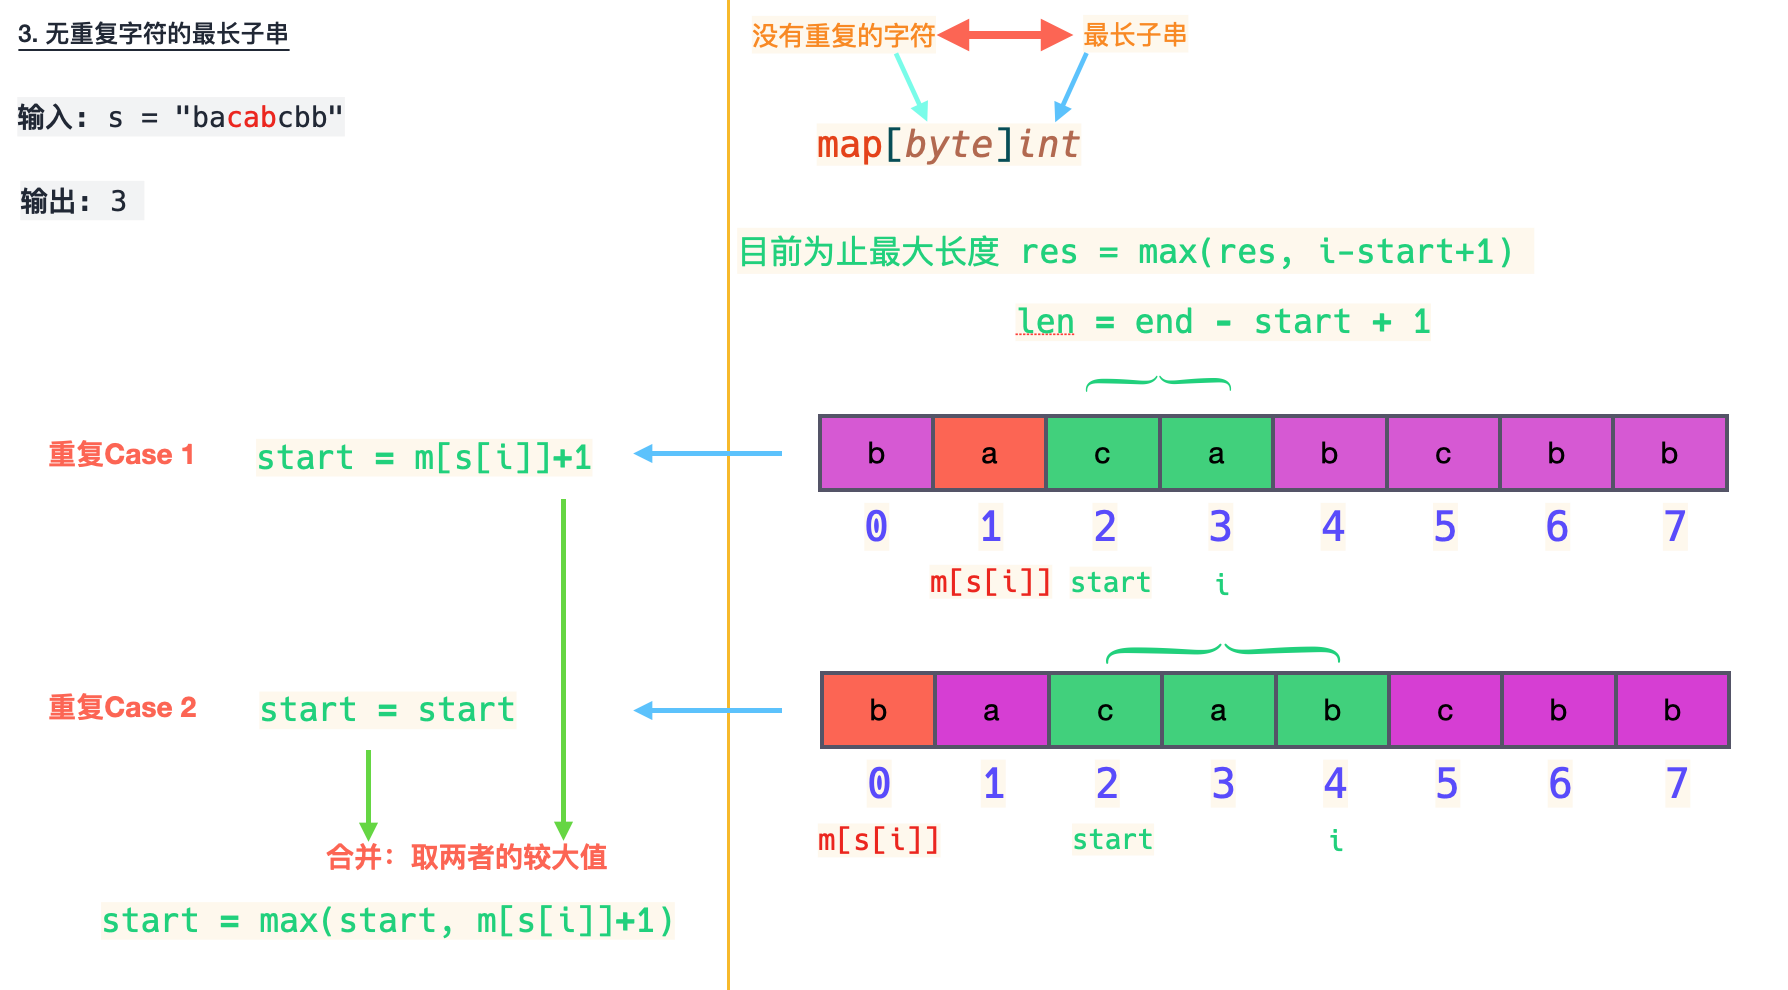 3. 无重复字符的最长子串
输入: s = "bacabcbb"
输出: 3
没有重复的字符 最长子串
map[byte]int
目前为止最大长度 res = max(res, i-start+1)
len = end - start + 1
重复Case 1 start = m[s[i]]+1
b a c a b c b b
0 1 2 3 4 5 6 7
m[s[i]] start i
重复Case 2 start = start
b a c a b c b b
0 1 2 3 4 5 6 7
m[s[i]] start i
合并: 取两者的较大值
start = max(start, m[s[i]]+1)